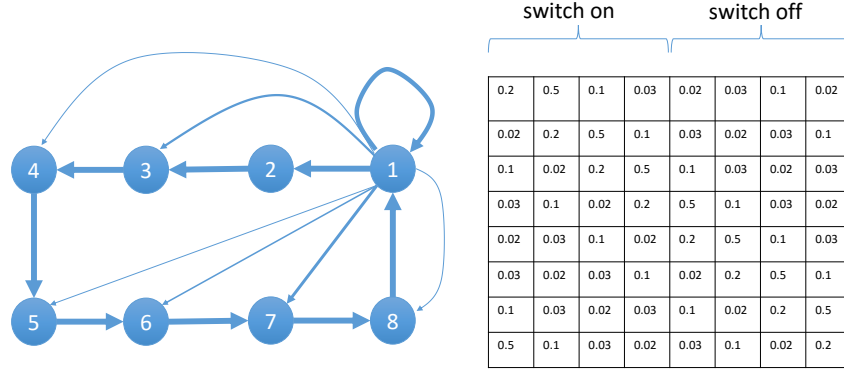 switch on switch off
0.2 0.5 0.1 0.03 0.02 0.03 0.1 0.02
0.02 0.2 0.5 0.1 0.03 0.02 0.03 0.1
4 3 2 1
0.1 0.02 0.2 0.5 0.1 0.03 0.02 0.03
0.03 0.1 0.02 0.2 0.5 0.1 0.03 0.02
0.02 0.03 0.1 0.02 0.2 0.5 0.1 0.03
0.03 0.02 0.03 0.1 0.02 0.2 0.5 0.1
5 6 7 8
0.1 0.03 0.02 0.03 0.1 0.02 0.2 0.5
0.5 0.1 0.03 0.02 0.03 0.1 0.02 0.2